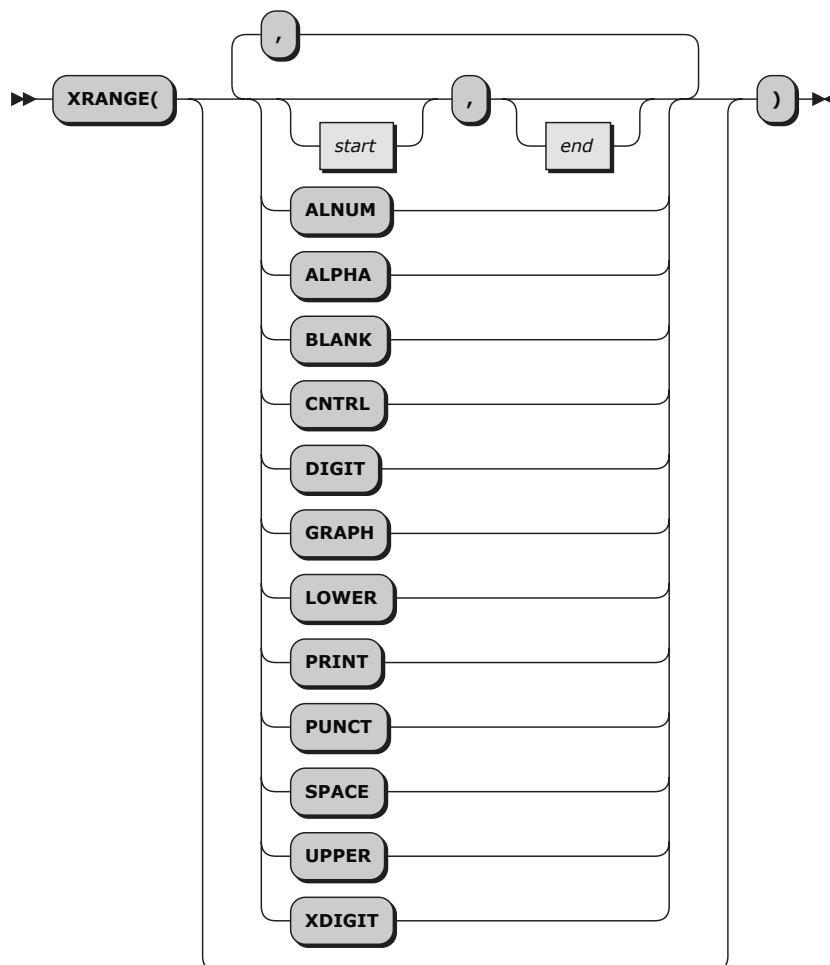 ,
XRANGE( , )
start end
ALNUM
ALPHA
BLANK
CNTRL
DIGIT
GRAPH
LOWER
PRINT
PUNCT
SPACE
UPPER
XDIGIT